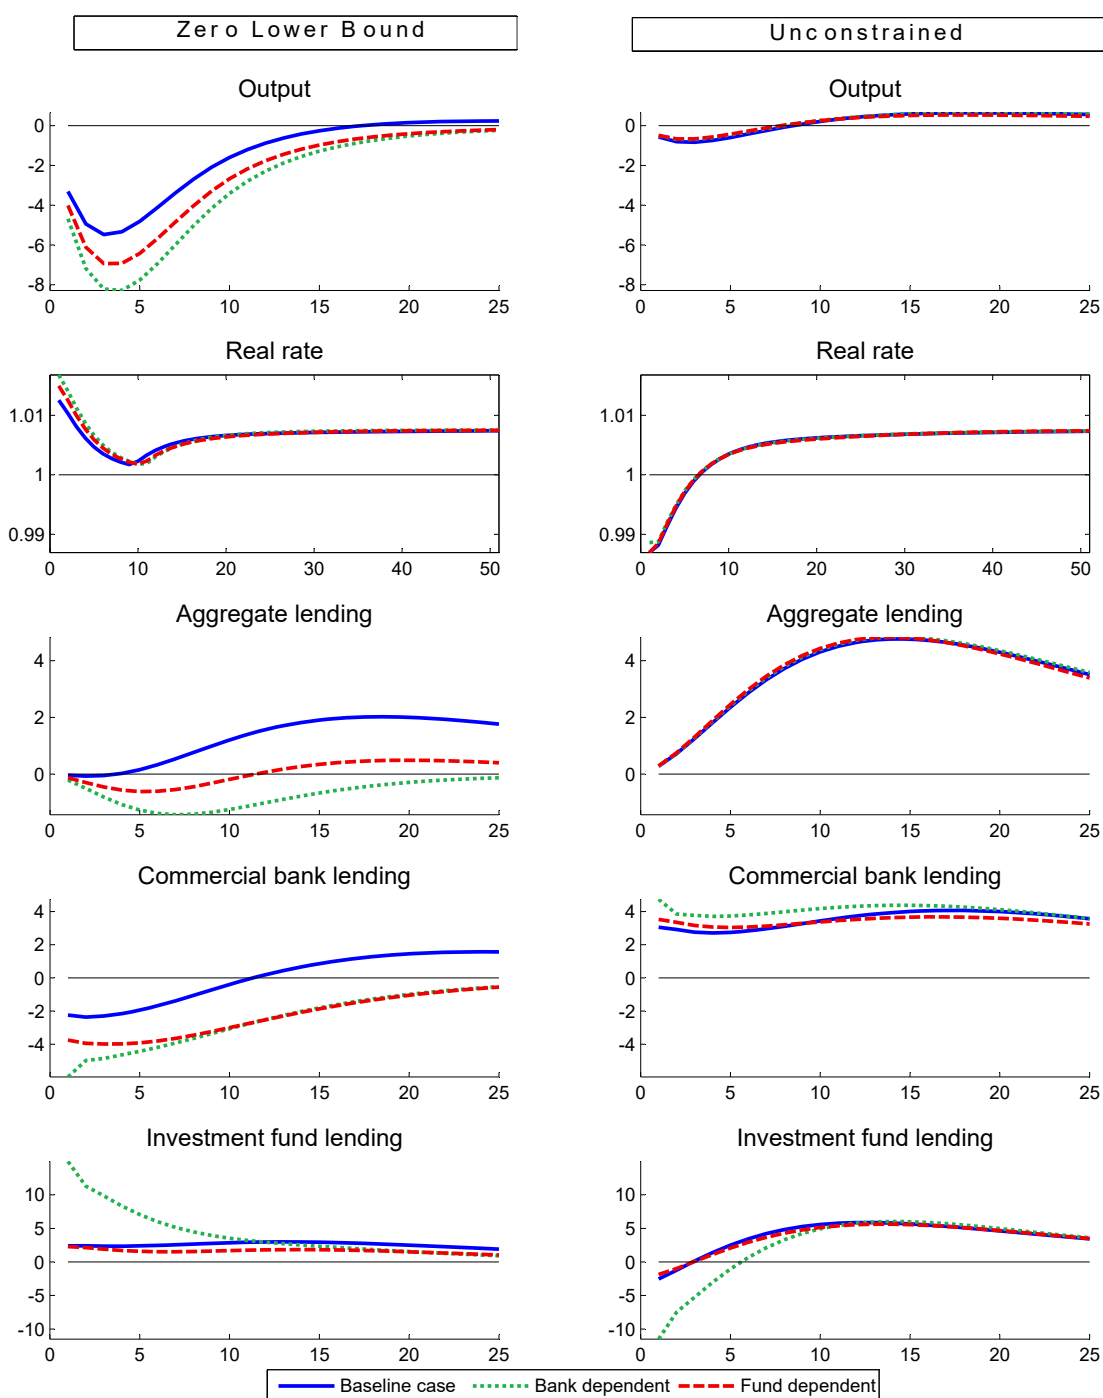 Zero Lower Bound
Unconstrained
Output
0
-2
-4
-6
-8
0 5 10 15 20 25
Output
0
-2
-4
-6
-8
0 5 10 15 20 25
Real rate
1.01
1
0.99
0 10 20 30 40 50
Real rate
1.01
1
0.99
0 10 20 30 40 50
Aggregate lending
4
2
0
0 5 10 15 20 25
Aggregate lending
4
2
0
0 5 10 15 20 25
Commercial bank lending
4
2
0
-2
-4
0 5 10 15 20 25
Commercial bank lending
4
2
0
-2
-4
0 5 10 15 20 25
Investment fund lending
10
5
0
-5
-10
0 5 10 15 20 25
Investment fund lending
10
5
0
-5
-10
0 5 10 15 20 25
Baseline case Bank dependent Fund dependent